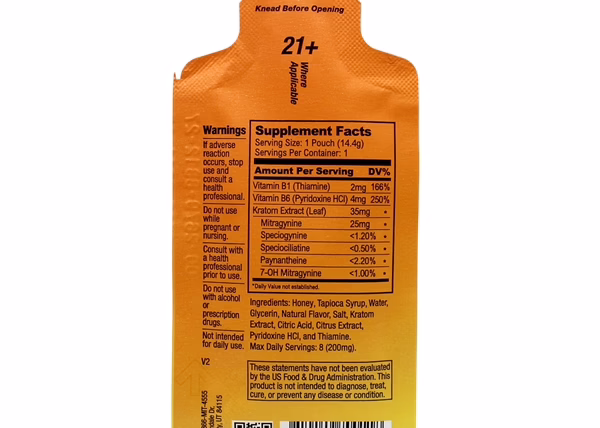 Knead Before Opening
21+
Where
Applicable
Warnings
If adverse
reaction
occurs, stop
use and
consult a
health
professional.
Do not use
while
pregnant or
nursing.
Consult with
a health
professional
prior to use.
Do not use
with alcohol
or
prescription
drugs.
Not intended
for daily use.
V2
Supplement Facts
Serving Size: 1 Pouch (14.4g)
Servings Per Container: 1
Amount Per Serving DV%
Vitamin B1 (Thiamine) 2mg 166%
Vitamin B6 (Pyridoxine HCl) 4mg 250%
Kratom Extract (Leaf) 35mg *
Mitragynine 25mg *
Speciogynine <1.20% *
Speciociliatine <0.50% *
Paynantheine <2.20% *
7-OH Mitragynine <1.00% *
*Daily Value not established.
Ingredients: Honey, Tapioca Syrup, Water,
Glycerin, Natural Flavor, Salt, Kratom
Extract, Citric Acid, Citrus Extract,
Pyridoxine HCl, and Thiamine.
Max Daily Servings: 8 (200mg).
These statements have not been evaluated
by the US Food & Drug Administration. This
product is not intended to diagnose, treat,
cure, or prevent any disease or condition.
MIT-4555
Dr.
UT 84115